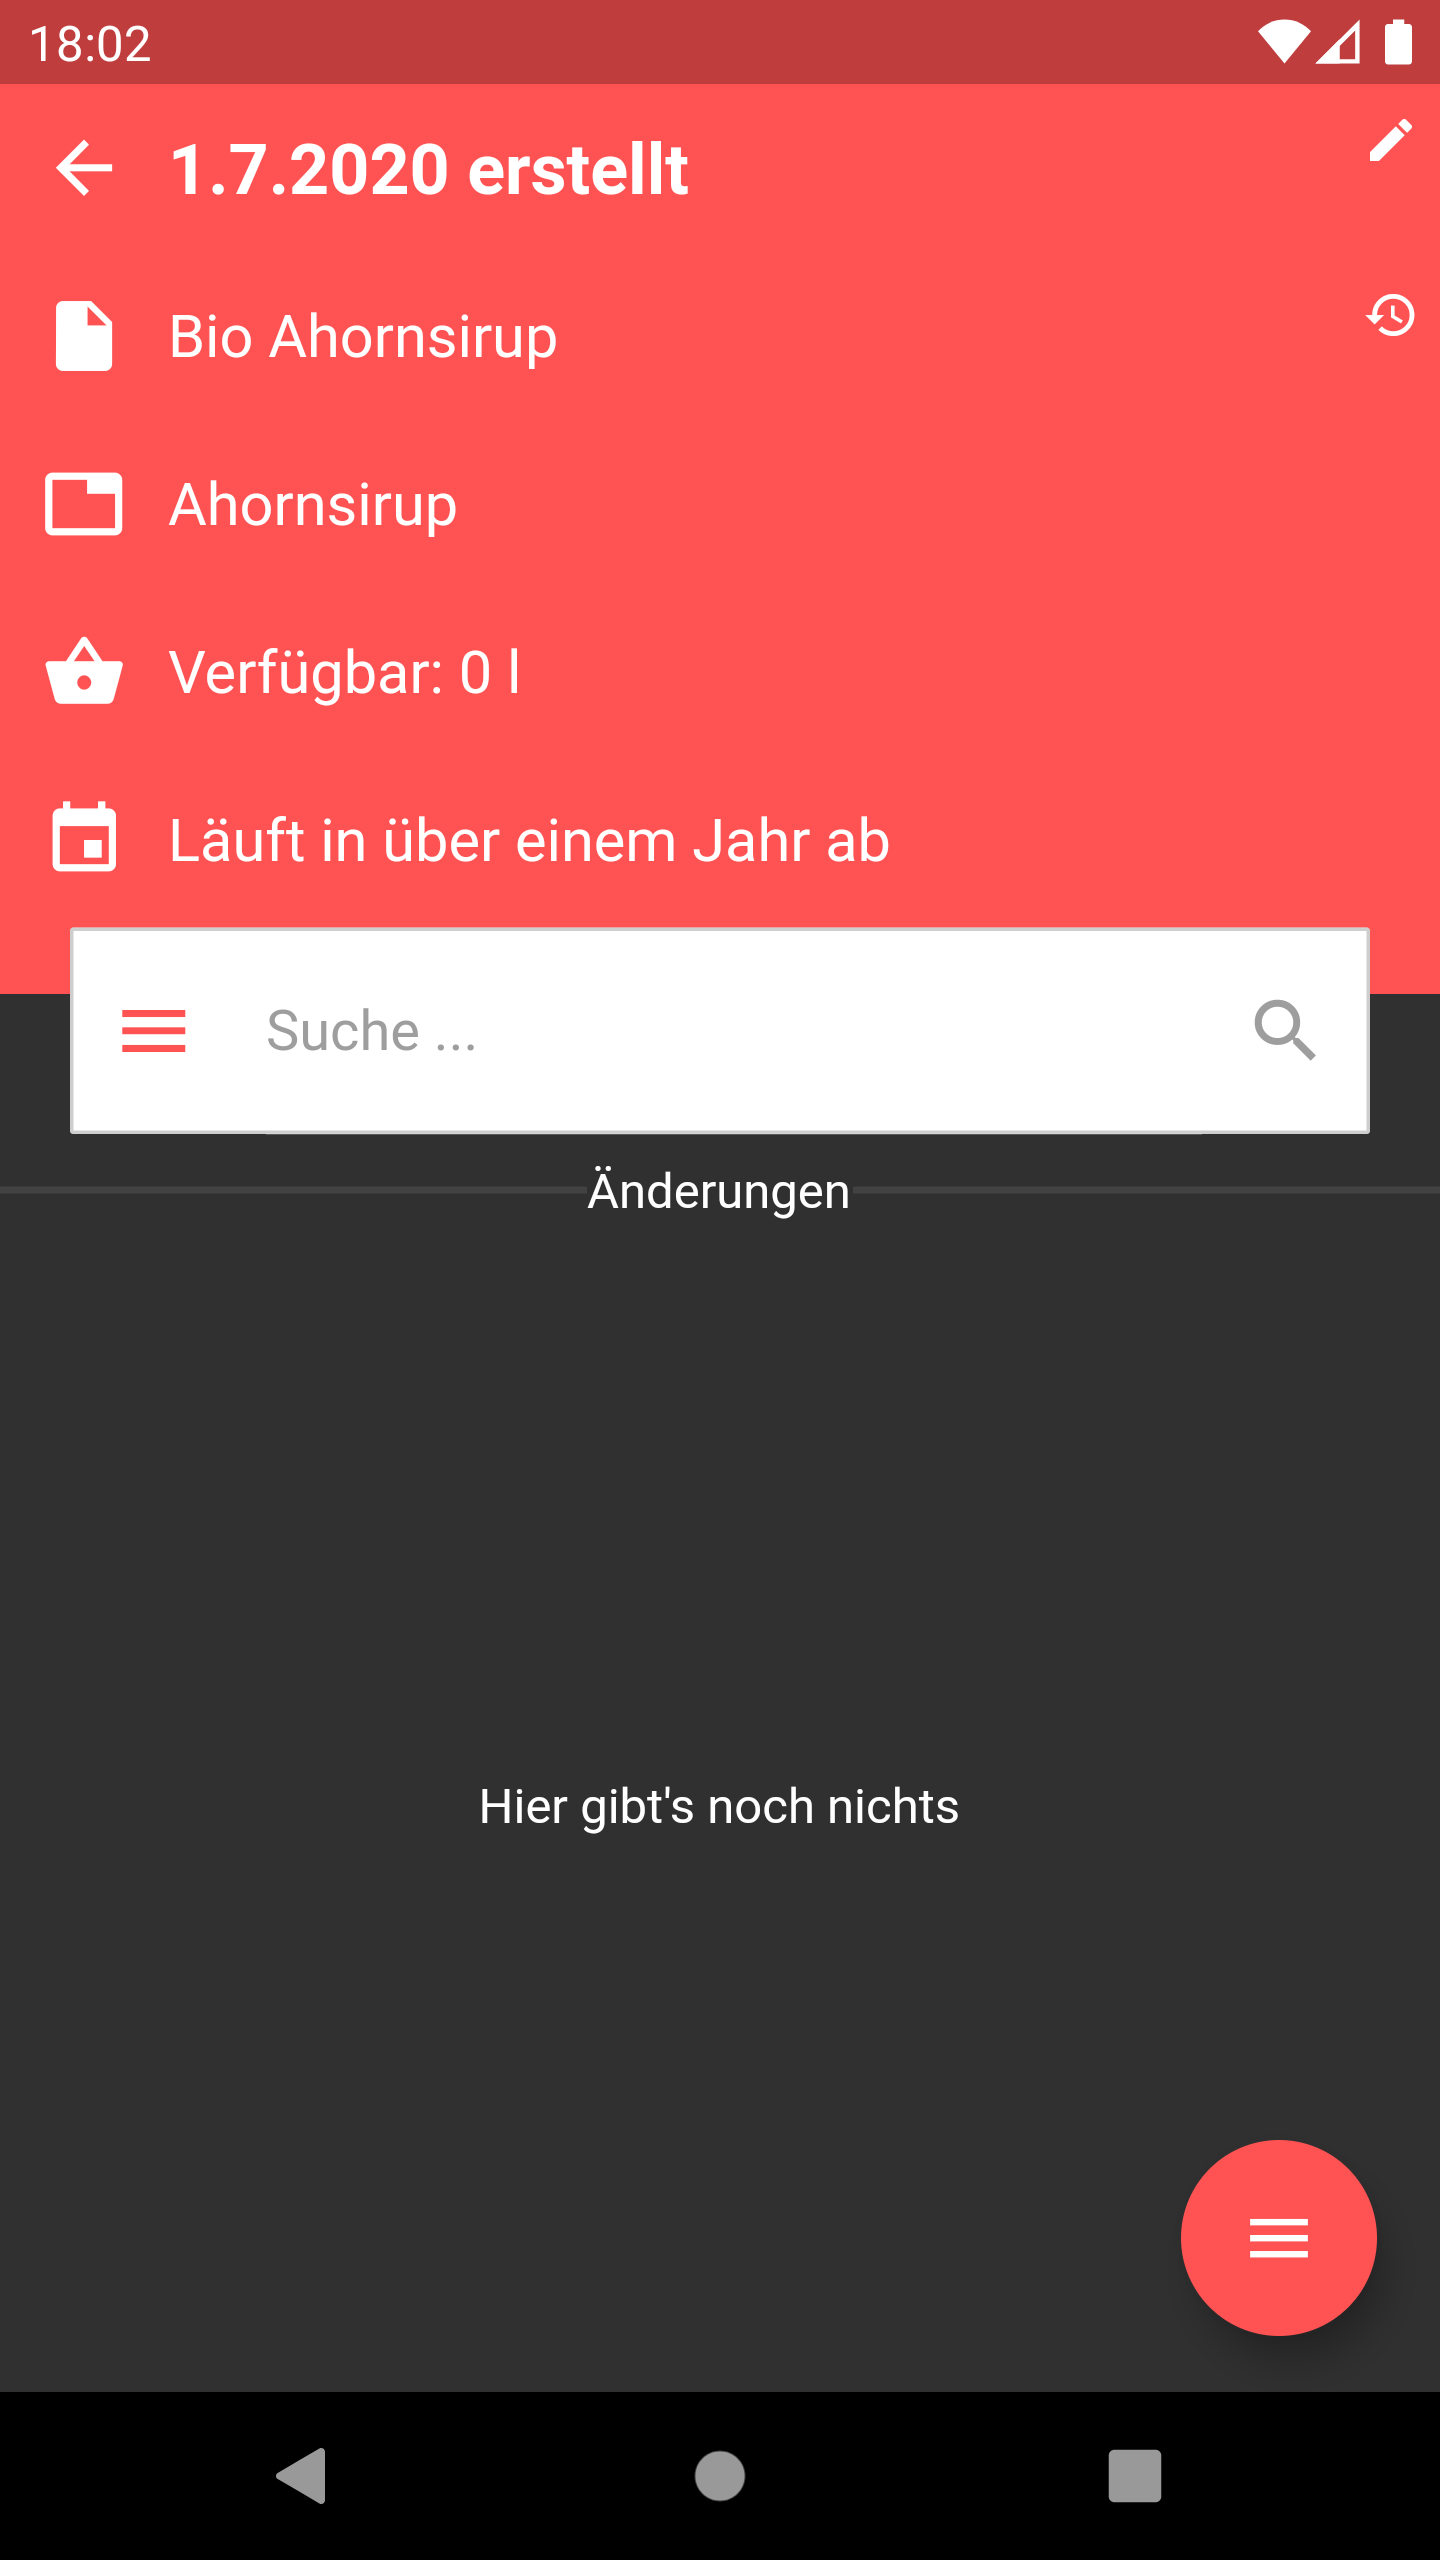 18:02
1.7.2020 erstellt
Bio Ahornsirup
Ahornsirup
Verfügbar: 0 l
Läuft in über einem Jahr ab
Suche ...
Änderungen
Hier gibt's noch nichts